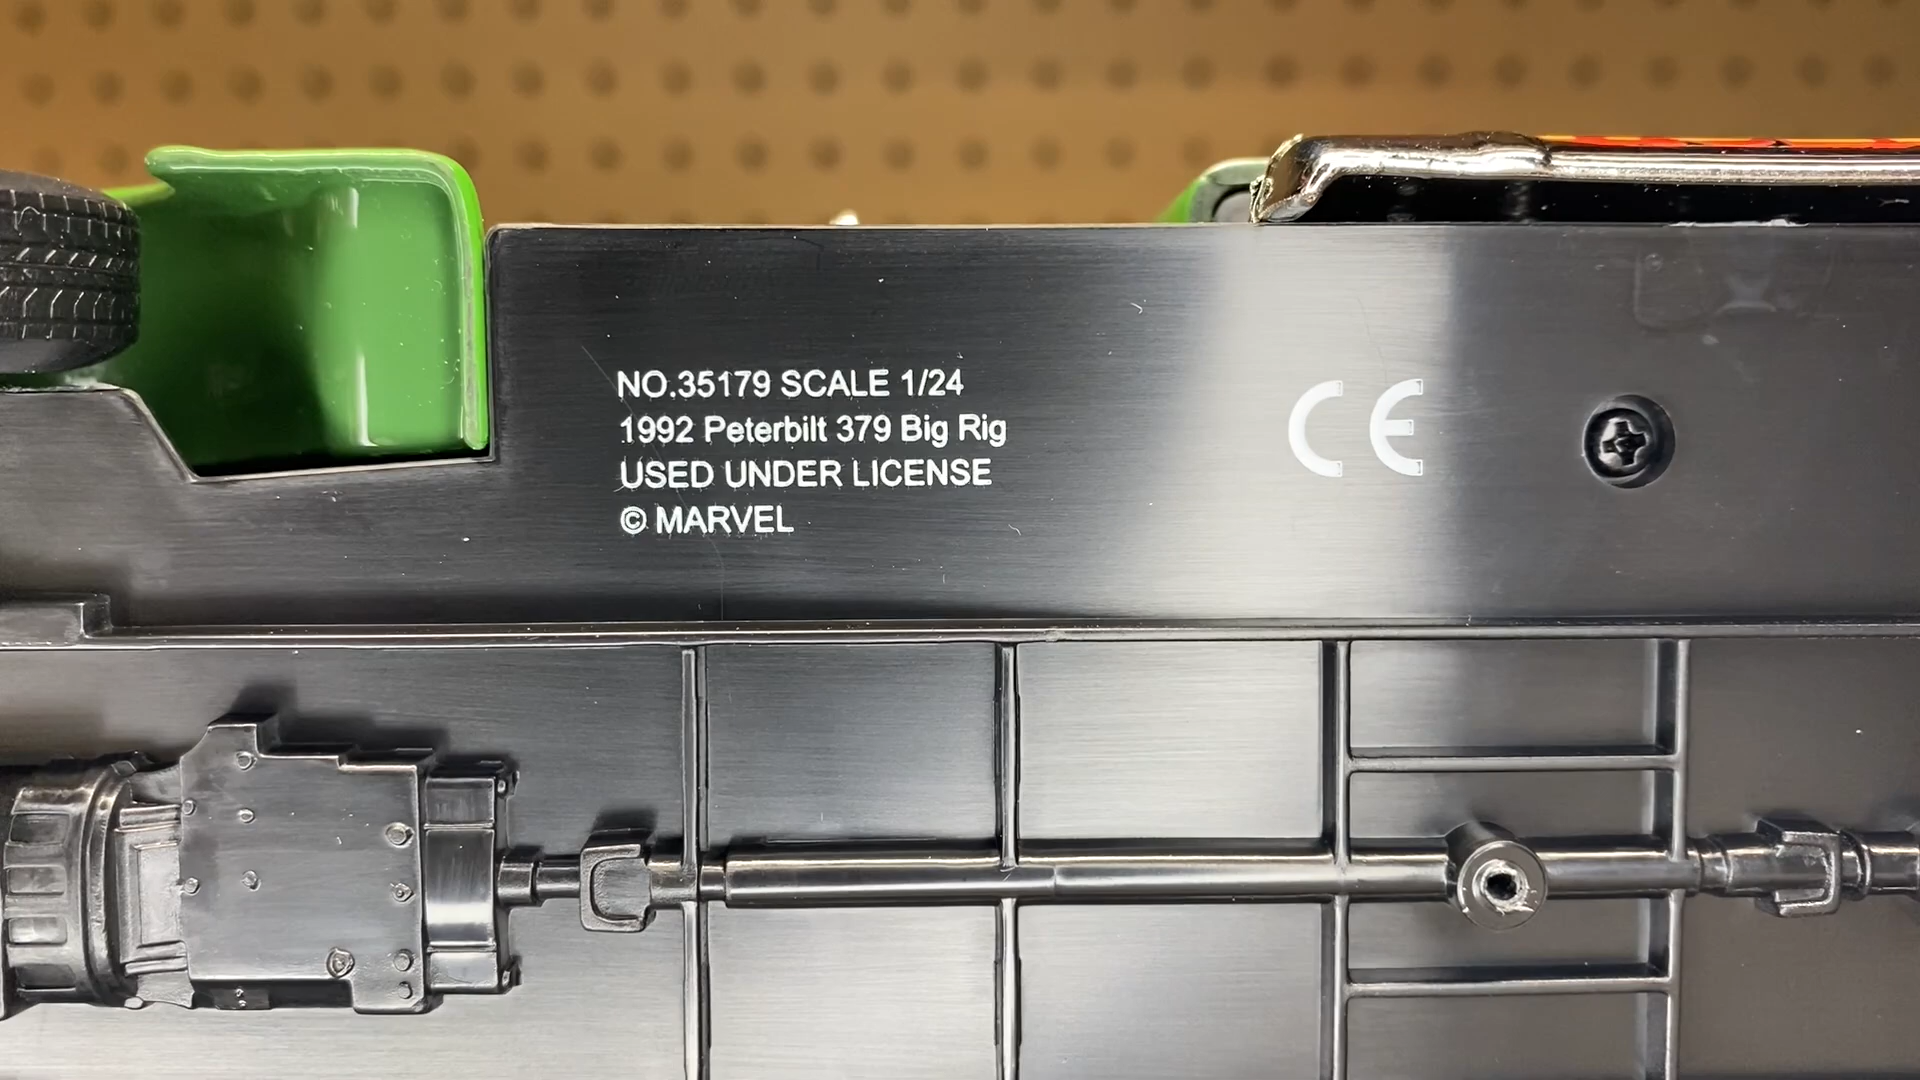 NO.35179 SCALE 1/24
1992 Peterbilt 379 Big Rig
USED UNDER LICENSE
© MARVEL
CE